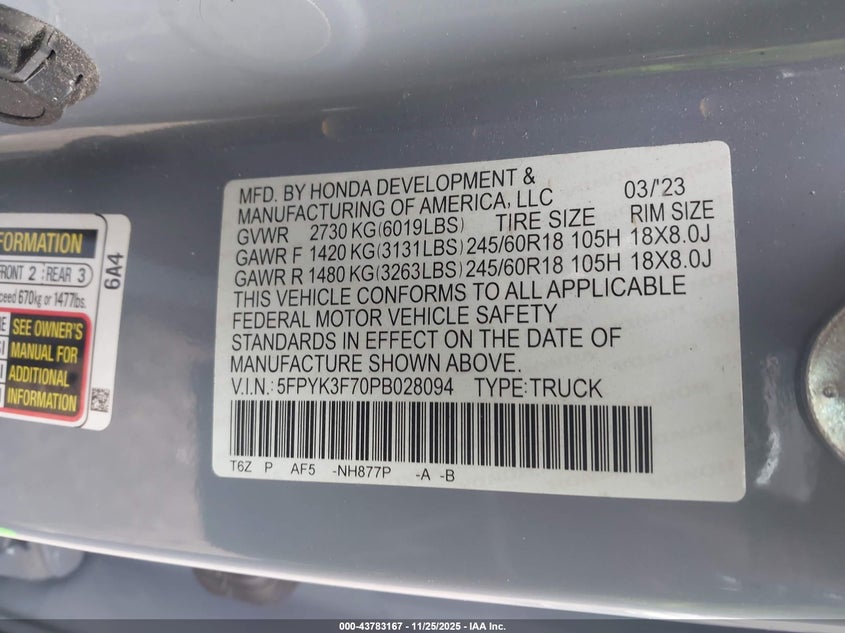 FORMATION
FRONT 2 : REAR 3
ceed 670kg or 1477lbs.
SEE OWNER'S
MANUAL FOR
ADDITIONAL
INFORMATION
6A4
MFD. BY HONDA DEVELOPMENT &
MANUFACTURING OF AMERICA, LLC 03/'23
GVWR 2730 KG(6019LBS) TIRE SIZE RIM SIZE
GAWR F 1420 KG(3131LBS) 245/60R18 105H 18X8.0J
GAWR R 1480 KG(3263LBS) 245/60R18 105H 18X8.0J
THIS VEHICLE CONFORMS TO ALL APPLICABLE
FEDERAL MOTOR VEHICLE SAFETY
STANDARDS IN EFFECT ON THE DATE OF
MANUFACTURE SHOWN ABOVE.
V.I.N.: 5FPYK3F70PB028094 TYPE:TRUCK
T6Z P AF5 -NH877P -A -B
000-43783167 - 11/25/2025 - IAA Inc.